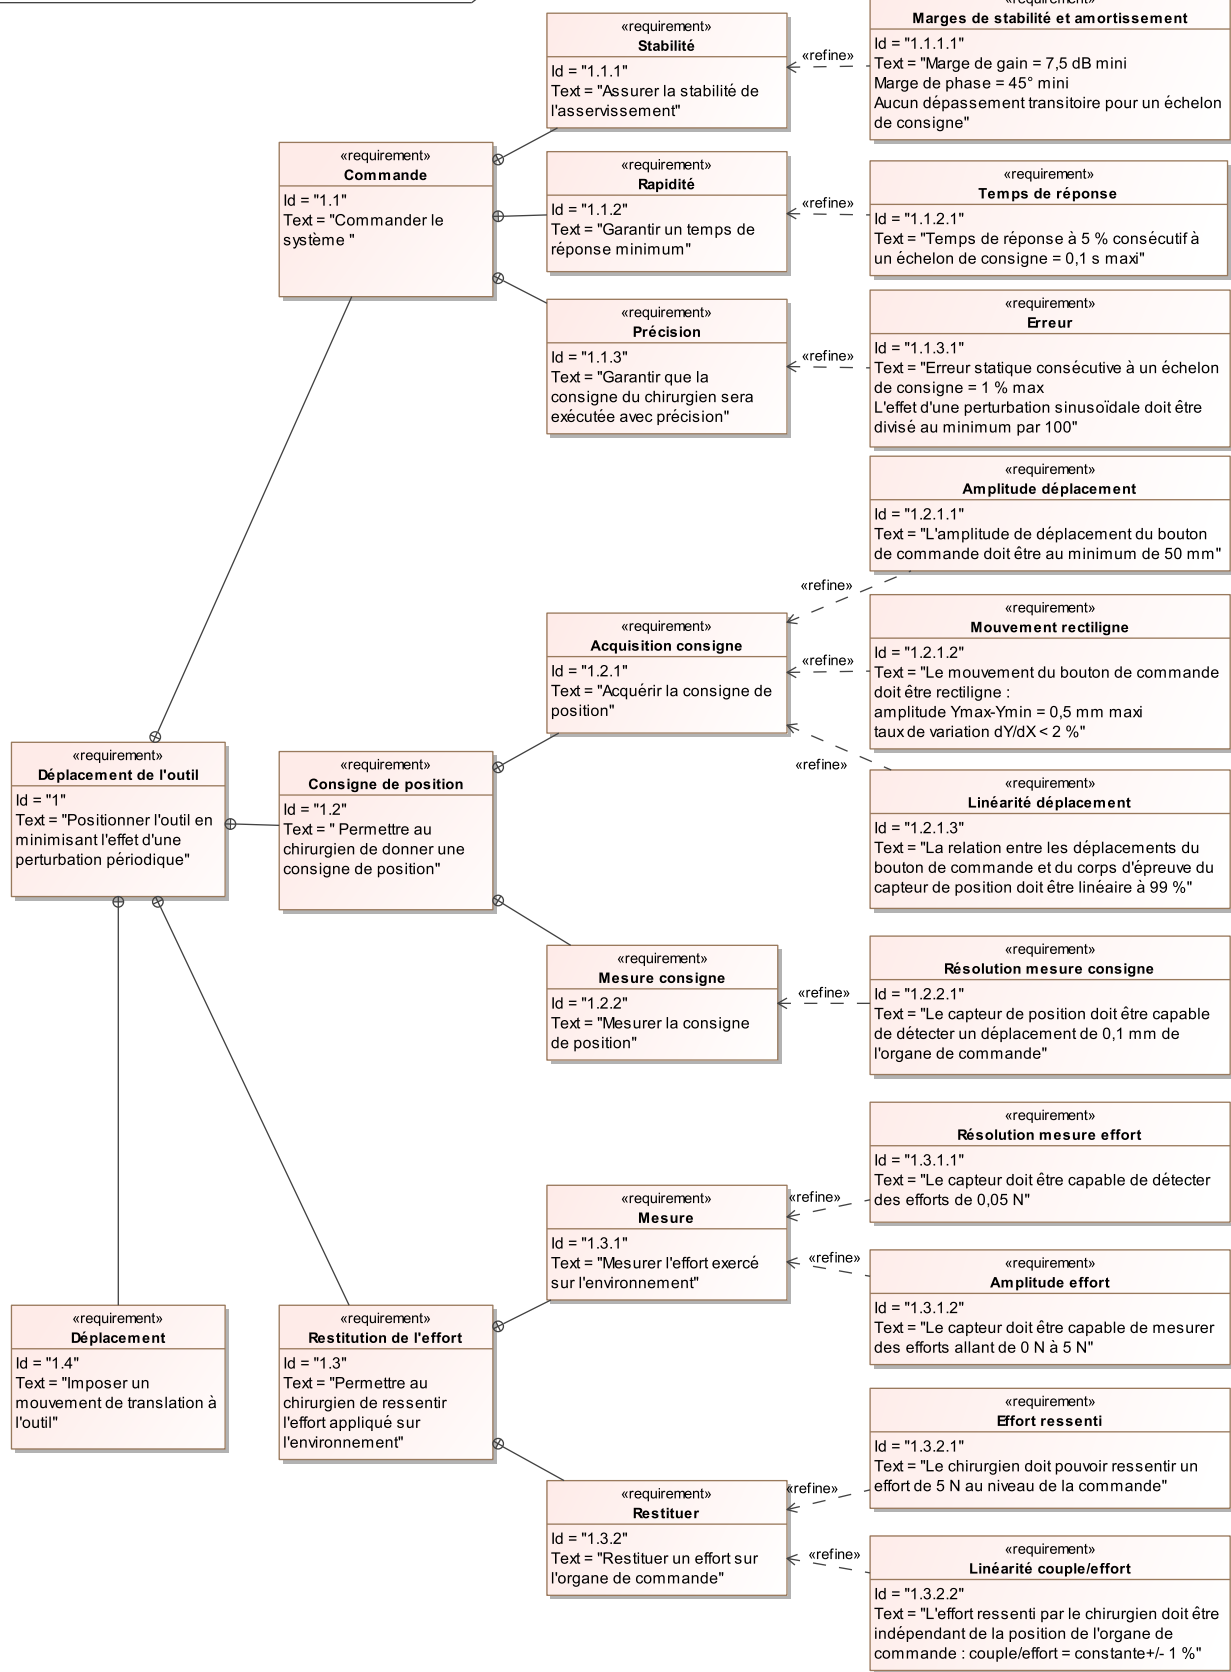 «requirement»
Stabilité
Id = "1.1.1"
Text = "Assurer la stabilité de
l'asservissement"
«refine»
«requirement»
Marges de stabilité et amortissement
Id = "1.1.1.1"
Text = "Marge de gain = 7,5 dB mini
Marge de phase = 45° mini
Aucun dépassement transitoire pour un échelon
de consigne"
«requirement»
Commande
Id = "1.1"
Text = "Commander le
système "
«requirement»
Rapidité
Id = "1.1.2"
Text = "Garantir un temps de
réponse minimum"
«refine»
«requirement»
Temps de réponse
Id = "1.1.2.1"
Text = "Temps de réponse à 5 % consécutif à
un échelon de consigne = 0,1 s maxi"
«requirement»
Précision
Id = "1.1.3"
Text = "Garantir que la
consigne du chirurgien sera
exécutée avec précision"
«refine»
«requirement»
Erreur
Id = "1.1.3.1"
Text = "Erreur statique consécutive à un échelon
de consigne = 1 % max
L'effet d'une perturbation sinusoïdale doit être
divisé au minimum par 100"
«requirement»
Amplitude déplacement
Id = "1.2.1.1"
Text = "L'amplitude de déplacement du bouton
de commande doit être au minimum de 50 mm"
«refine»
«requirement»
Acquisition consigne
Id = "1.2.1"
Text = "Acquérir la consigne de
position"
«refine»
«requirement»
Mouvement rectiligne
Id = "1.2.1.2"
Text = "Le mouvement du bouton de commande
doit être rectiligne :
amplitude Ymax-Ymin = 0,5 mm maxi
taux de variation dY/dX < 2 %"
«refine»
«requirement»
Déplacement de l'outil
Id = "1"
Text = "Positionner l'outil en
minimisant l'effet d'une
perturbation périodique"
«requirement»
Consigne de position
Id = "1.2"
Text = " Permettre au
chirurgien de donner une
consigne de position"
«requirement»
Linéarité déplacement
Id = "1.2.1.3"
Text = "La relation entre les déplacements du
bouton de commande et du corps d'épreuve du
capteur de position doit être linéaire à 99 %"
«requirement»
Mesure consigne
Id = "1.2.2"
Text = "Mesurer la consigne
de position"
«refine»
«requirement»
Résolution mesure consigne
Id = "1.2.2.1"
Text = "Le capteur de position doit être capable
de détecter un déplacement de 0,1 mm de
l'organe de commande"
«requirement»
Résolution mesure effort
Id = "1.3.1.1"
Text = "Le capteur doit être capable de détecter
des efforts de 0,05 N"
«refine»
«requirement»
Mesure
Id = "1.3.1"
Text = "Mesurer l'effort exercé
sur l'environnement"
«refine»
«requirement»
Amplitude effort
Id = "1.3.1.2"
Text = "Le capteur doit être capable de mesurer
des efforts allant de 0 N à 5 N"
«requirement»
Déplacement
Id = "1.4"
Text = "Imposer un
mouvement de translation à
l'outil"
«requirement»
Restitution de l'effort
Id = "1.3"
Text = "Permettre au
chirurgien de ressentir
l'effort appliqué sur
l'environnement"
«requirement»
Effort ressenti
Id = "1.3.2.1"
Text = "Le chirurgien doit pouvoir ressentir un
effort de 5 N au niveau de la commande"
«refine»
«requirement»
Restituer
Id = "1.3.2"
Text = "Restituer un effort sur
l'organe de commande"
«refine»
«requirement»
Linéarité couple/effort
Id = "1.3.2.2"
Text = "L'effort ressenti par le chirurgien doit être
indépendant de la position de l'organe de
commande : couple/effort = constante+/- 1 %"